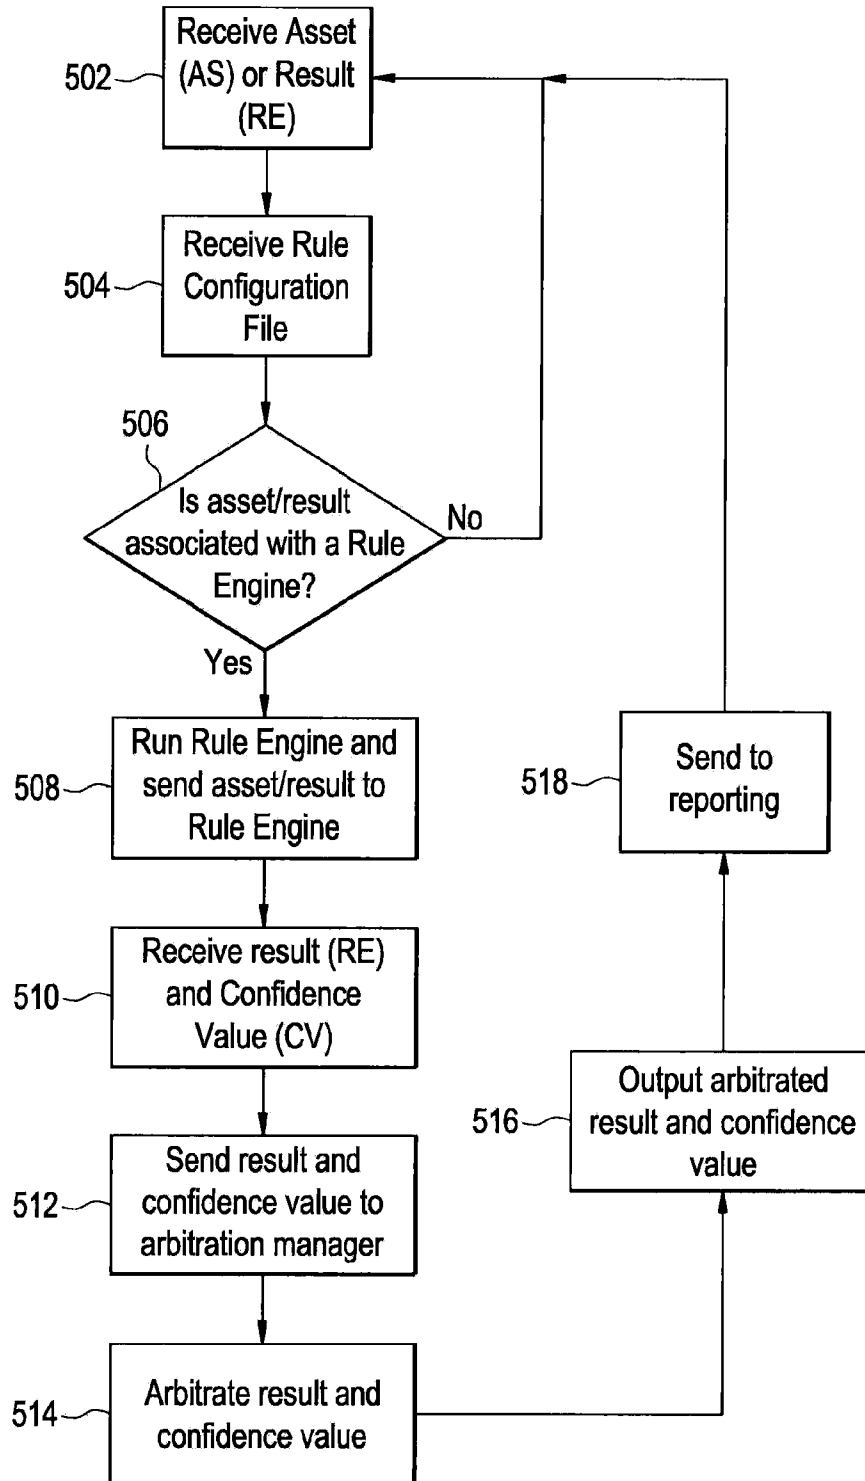 502
Receive Asset
(AS) or Result
(RE)
504
Receive Rule
Configuration
File
506
Is asset/result
associated with a Rule
Engine?
No
Yes
508
Run Rule Engine and
send asset/result to
Rule Engine
510
Receive result (RE)
and Confidence
Value (CV)
512
Send result and
confidence value to
arbitration manager
514
Arbitrate result and
confidence value
516
Output arbitrated
result and confidence
value
518
Send to
reporting